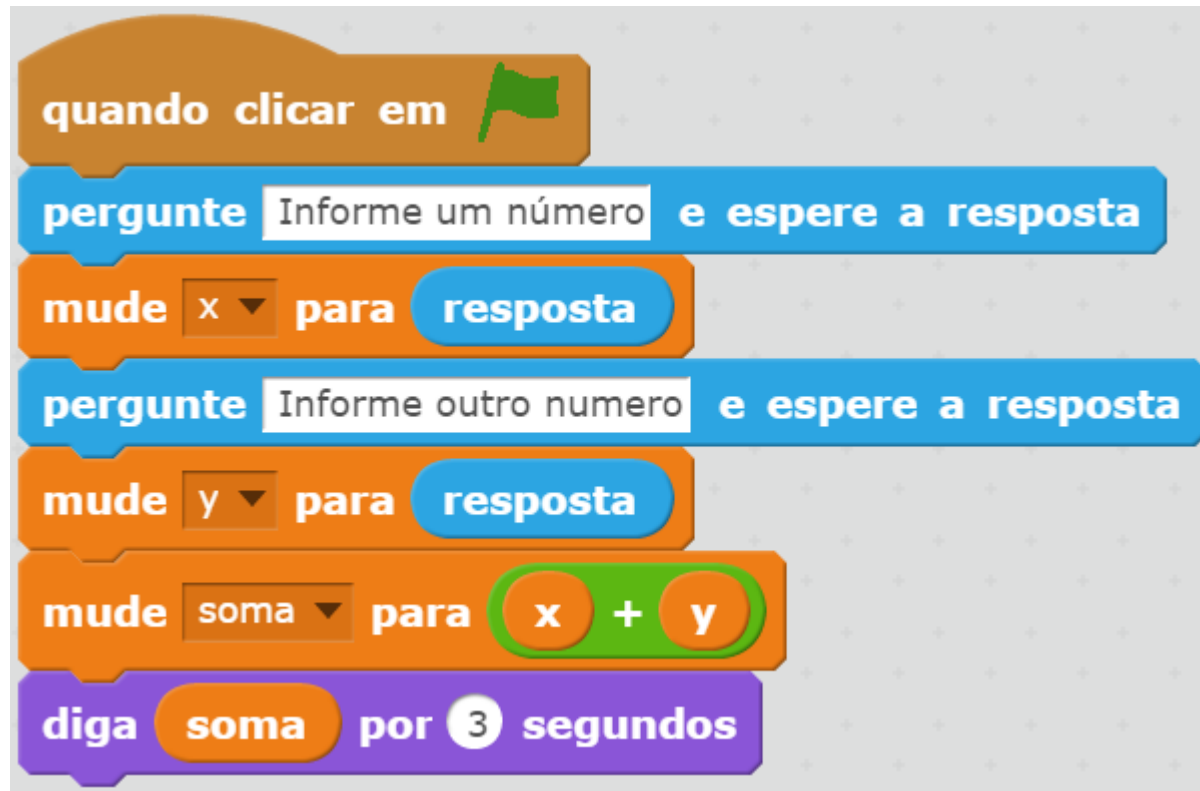 quando clicar em
pergunte Informe um número e espere a resposta
mude x para resposta
pergunte Informe outro numero e espere a resposta
mude y para resposta
mude soma para x + y
diga soma por 3 segundos